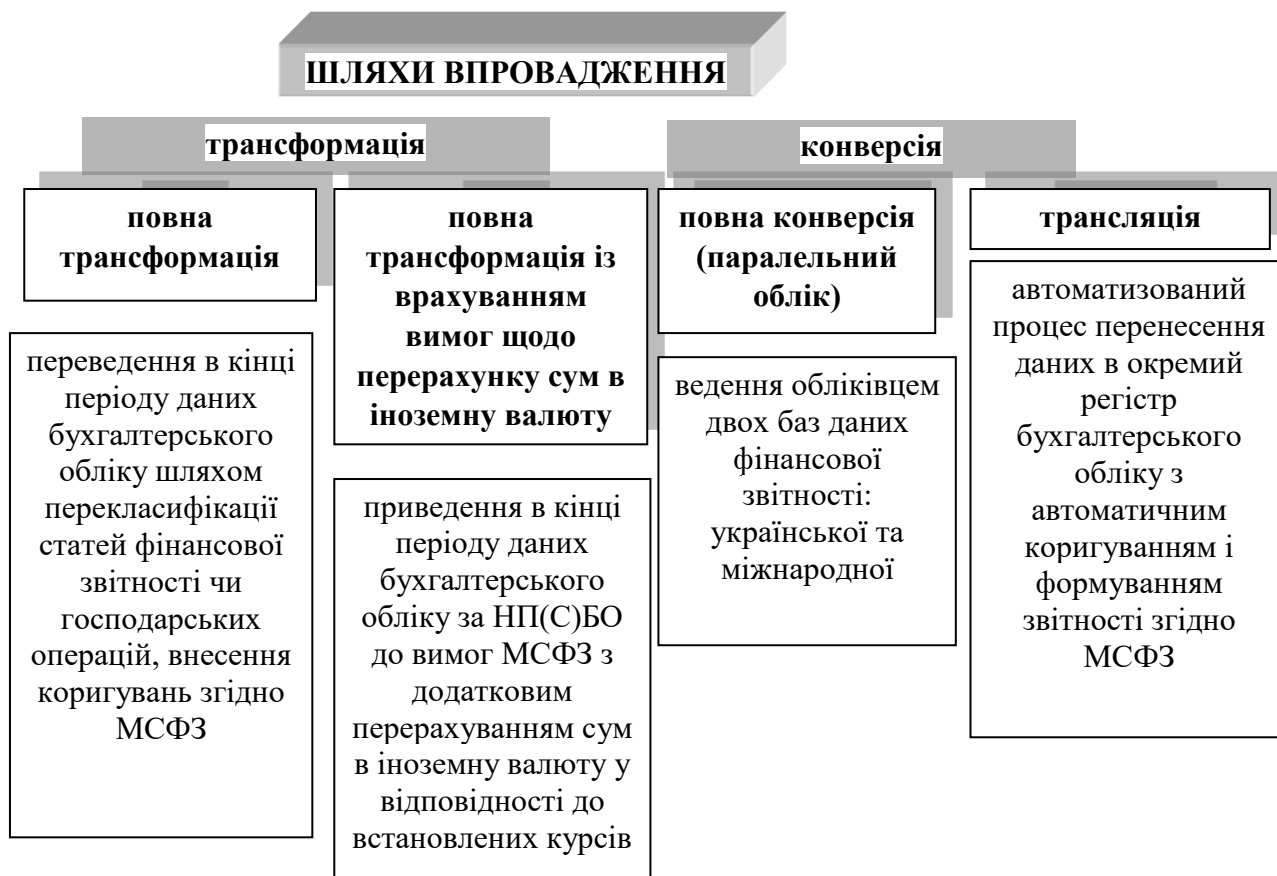 ШЛЯХИ ВПРОВАДЖЕННЯ
трансформація
повна
трансформація
переведення в кінці
періоду даних
бухгалтерського
обліку шляхом
перекласифікації
статей фінансової
звітності чи
господарських
операцій, внесення
коригувань згідно
МСФЗ
повна
трансформація із
врахуванням
вимог щодо
перерахунку сум в
іноземну валюту
приведення в кінці
періоду даних
бухгалтерського
обліку за НП(С)БО
до вимог МСФЗ з
додатковим
перерахуванням сум
в іноземну валюту у
відповідності до
встановлених курсів
конверсія
повна конверсія
(паралельний
облік)
ведення обліківцем
двох баз даних
фінансової
звітності:
української та
міжнародної
трансляція
автоматизований
процес перенесення
даних в окремий
регістр
бухгалтерського
обліку з
автоматичним
коригуванням і
формуванням
звітності згідно
МСФЗ